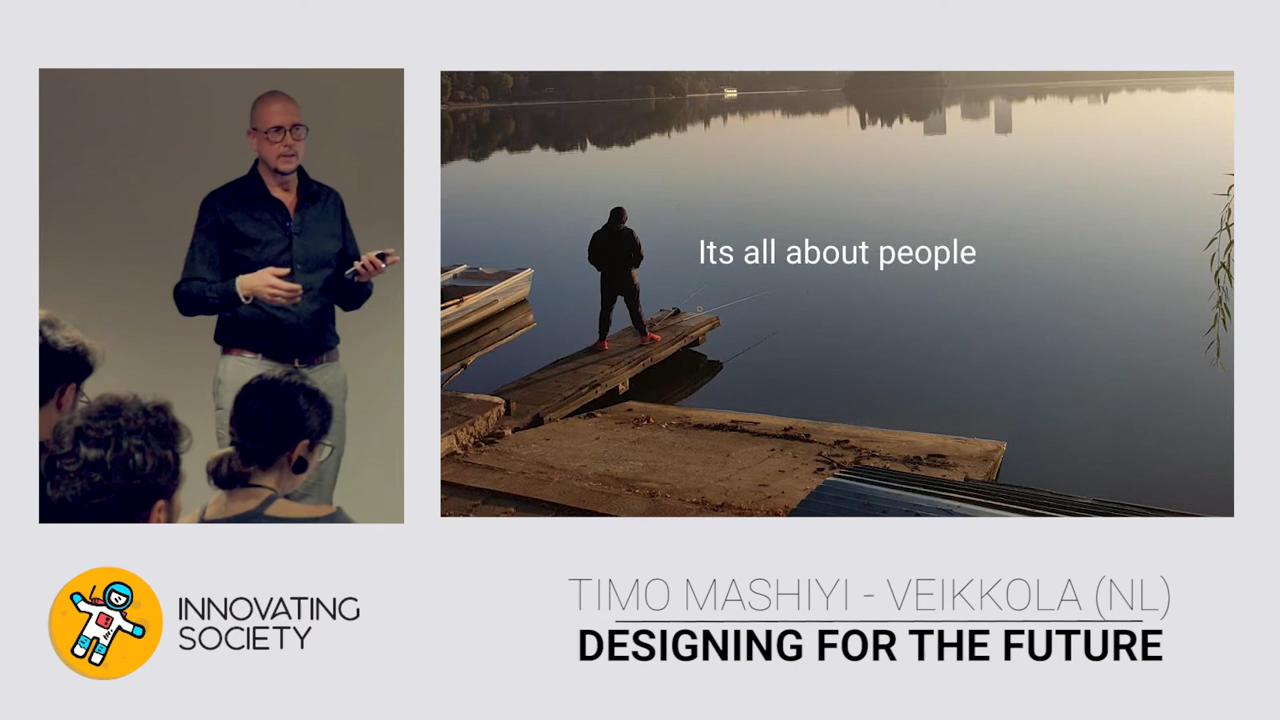 Its all about people
INNOVATING
SOCIETY
TIMO MASHIYI - VEIKKOLA (NL)
DESIGNING FOR THE FUTURE